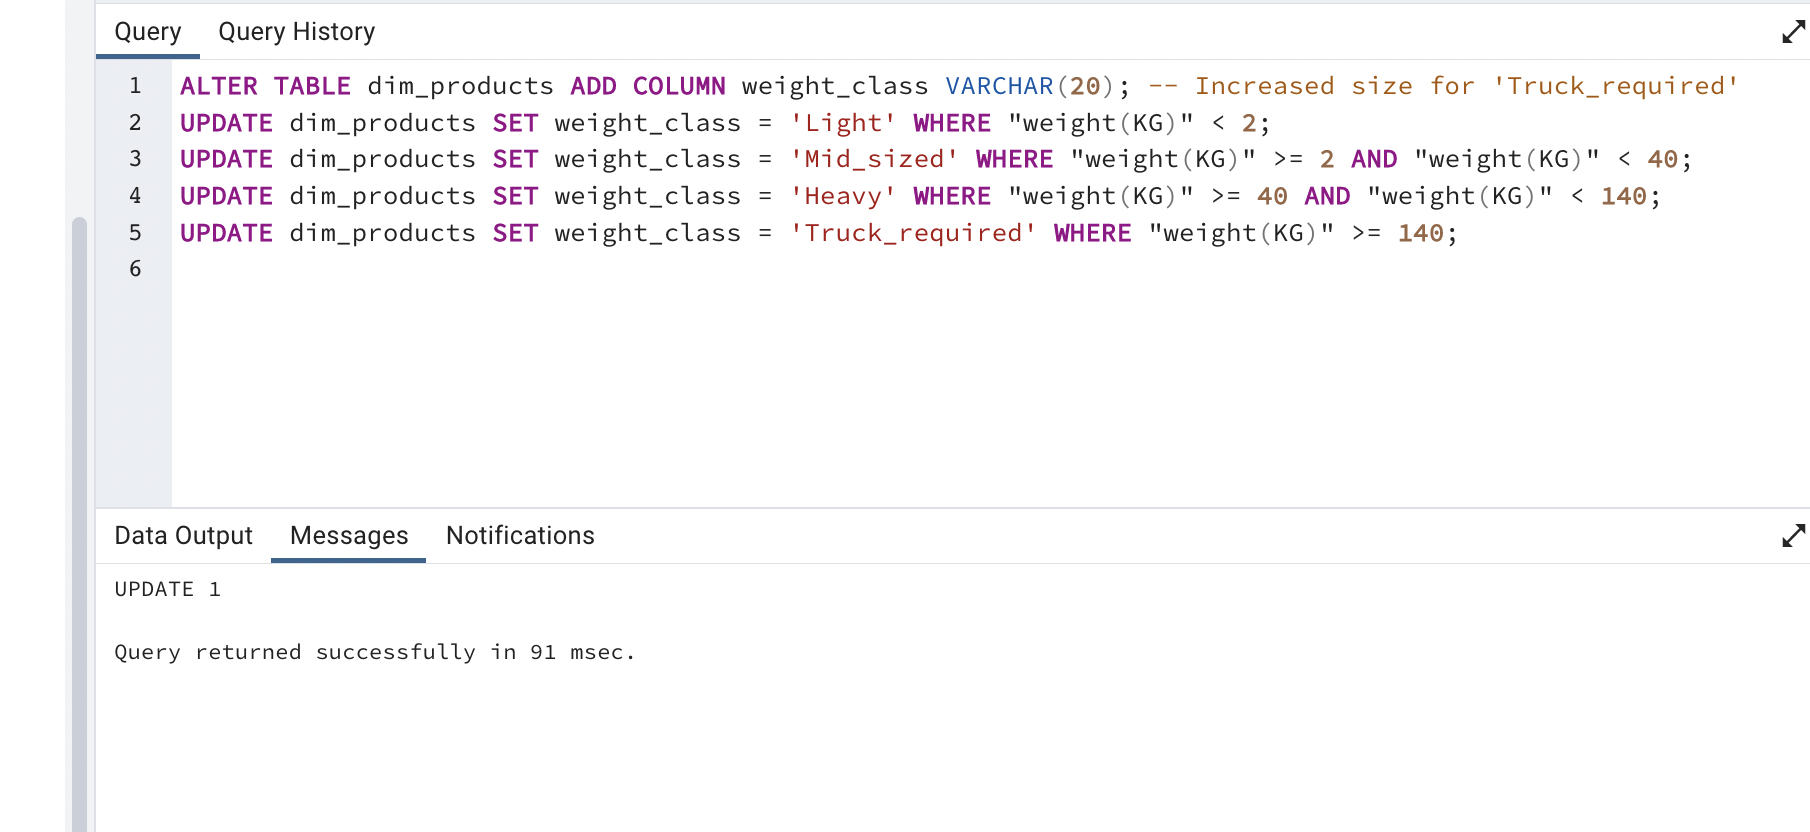 Query Query History
1 ALTER TABLE dim_products ADD COLUMN weight_class VARCHAR(20); -- Increased size for 'Truck_required'
2 UPDATE dim_products SET weight_class = 'Light' WHERE "weight(KG)" < 2;
3 UPDATE dim_products SET weight_class = 'Mid_sized' WHERE "weight(KG)" >= 2 AND "weight(KG)" < 40;
4 UPDATE dim_products SET weight_class = 'Heavy' WHERE "weight(KG)" >= 40 AND "weight(KG)" < 140;
5 UPDATE dim_products SET weight_class = 'Truck_required' WHERE "weight(KG)" >= 140;
6
Data Output Messages Notifications
UPDATE 1
Query returned successfully in 91 msec.